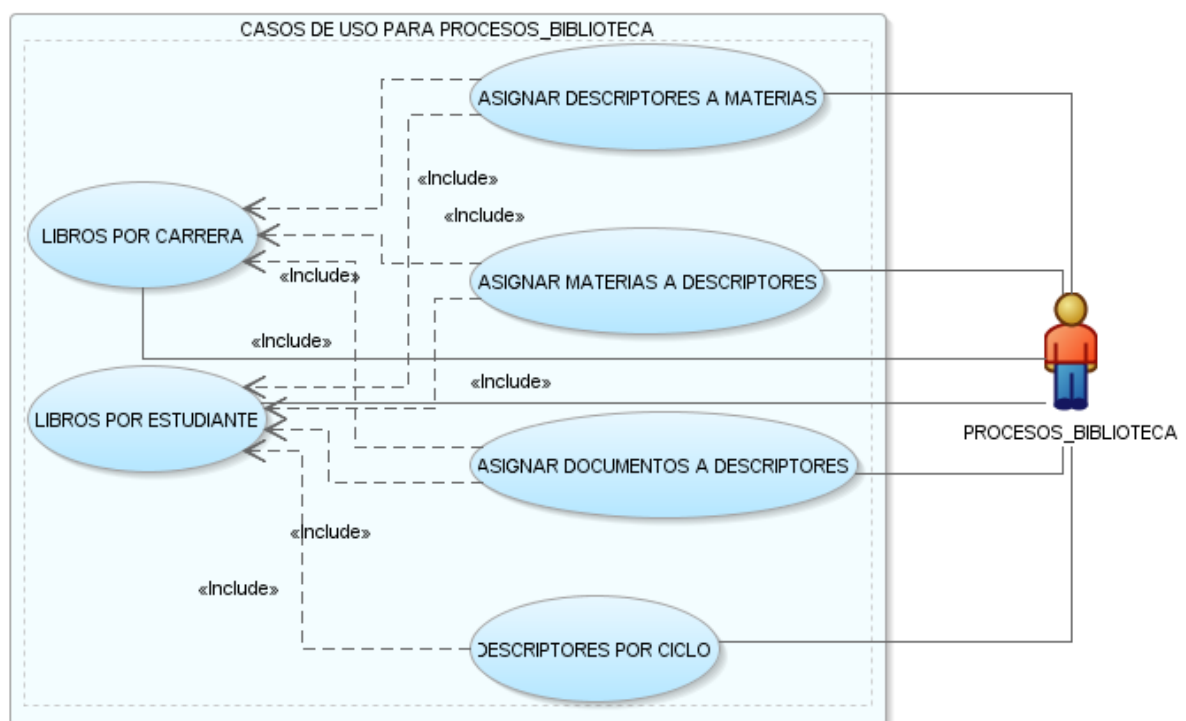 CASOS DE USO PARA PROCESOS_BIBLIOTECA
ASIGNAR DESCRIPTORES A MATERIAS
«Include»
«Include»
LIBROS POR CARRERA
«Include»
ASIGNAR MATERIAS A DESCRIPTORES
«Include»
«Include»
LIBROS POR ESTUDIANTE
PROCESOS_BIBLIOTECA
ASIGNAR DOCUMENTOS A DESCRIPTORES
«Include»
«Include»
DESCRIPTORES POR CICLO